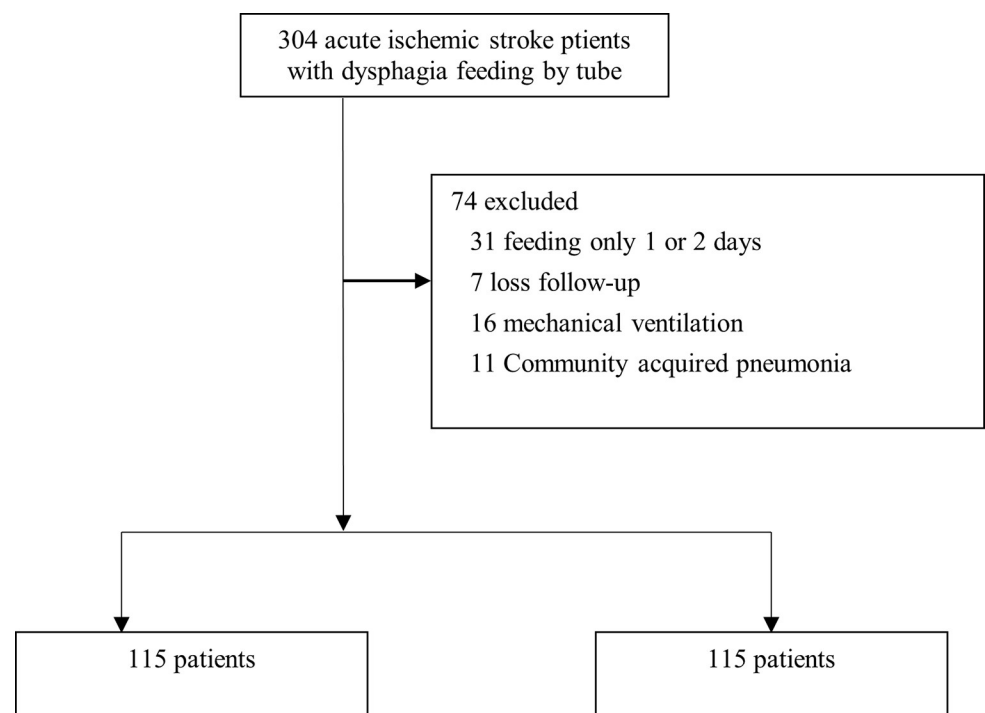 304 acute ischemic stroke ptients
with dysphagia feeding by tube
74 excluded
31 feeding only 1 or 2 days
7 loss follow-up
16 mechanical ventilation
11 Community acquired pneumonia
115 patients
115 patients